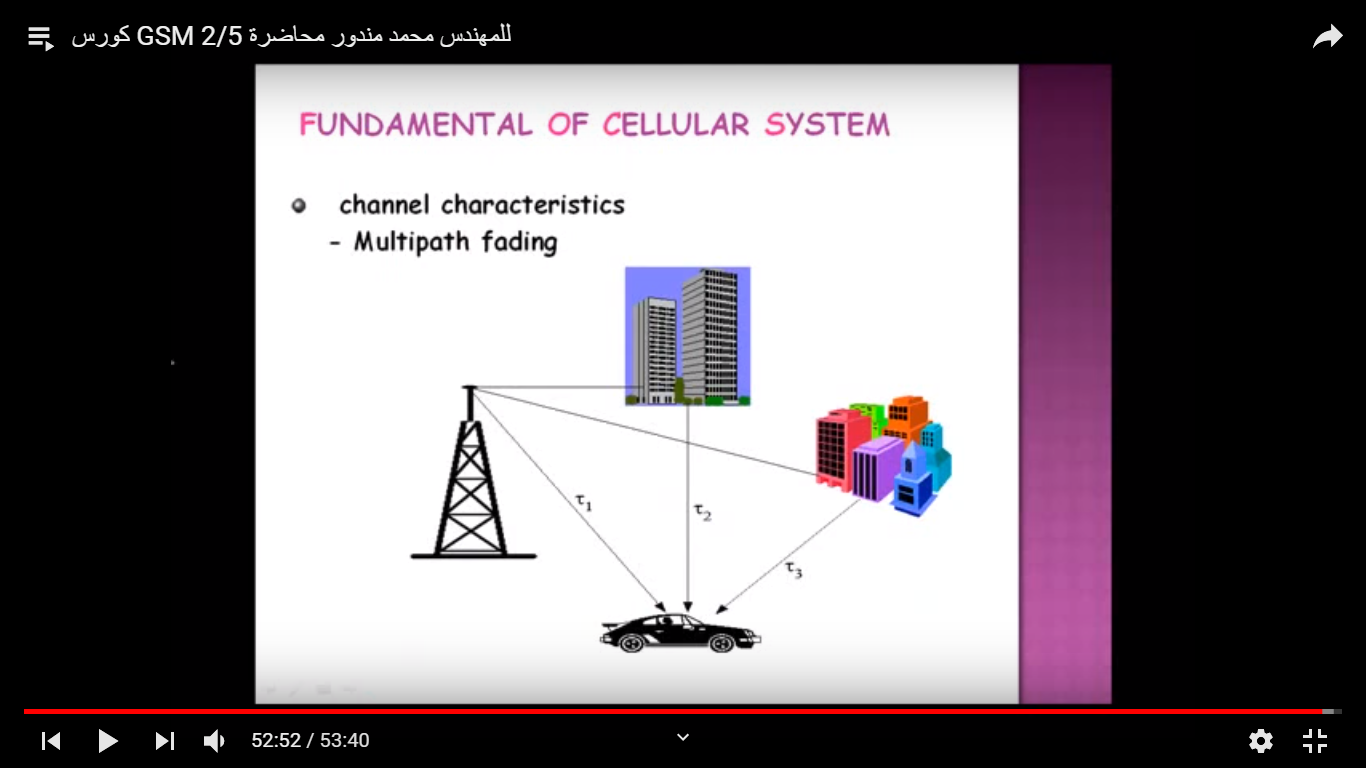 كورس GSM 2/5 للمهندس محمد مندور محاضرة
FUNDAMENTAL OF CELLULAR SYSTEM
channel characteristics
- Multipath fading
τ1
τ2
τ3
52:52 / 53:40